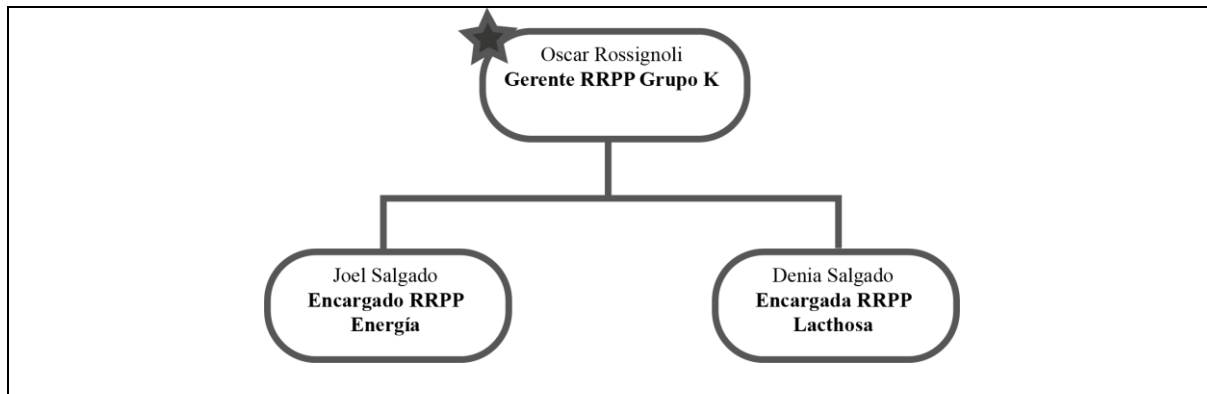 Oscar Rossignoli
Gerente RRPP Grupo K
Joel Salgado
Encargado RRPP
Energía
Denia Salgado
Encargada RRPP
Lacthosa